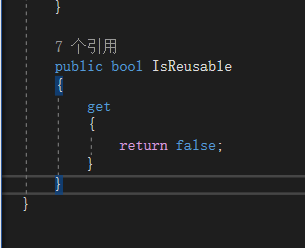 }
7 个引用
public bool IsReusable
{
get
{
return false;
}
}
}